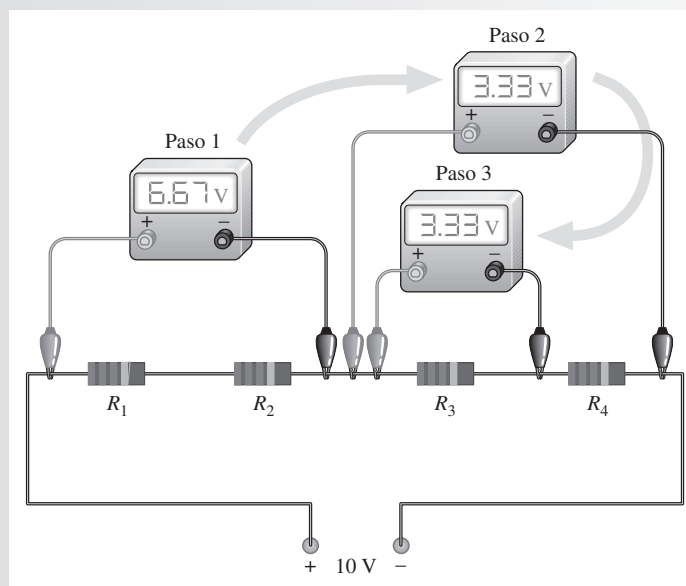 Paso 2
3.33 V
+ −
Paso 1
6.67 V
+ −
Paso 3
3.33 V
+ −
R1
R2
R3
R4
+ 10 V −